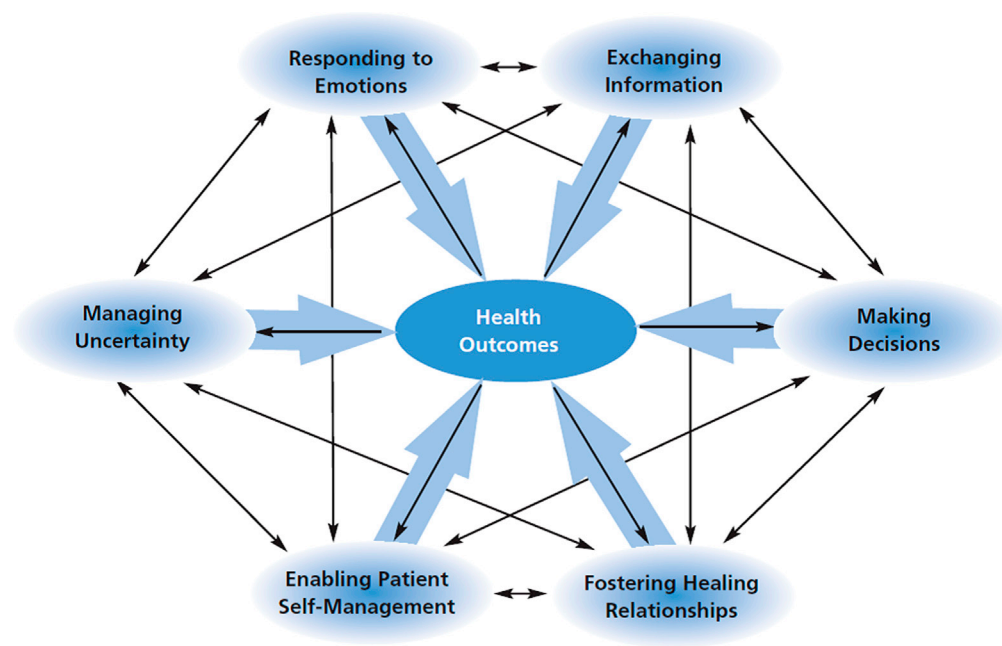 Responding to
Emotions
Exchanging
Information
Managing
Uncertainty
Health
Outcomes
Making
Decisions
Enabling Patient
Self-Management
Fostering Healing
Relationships